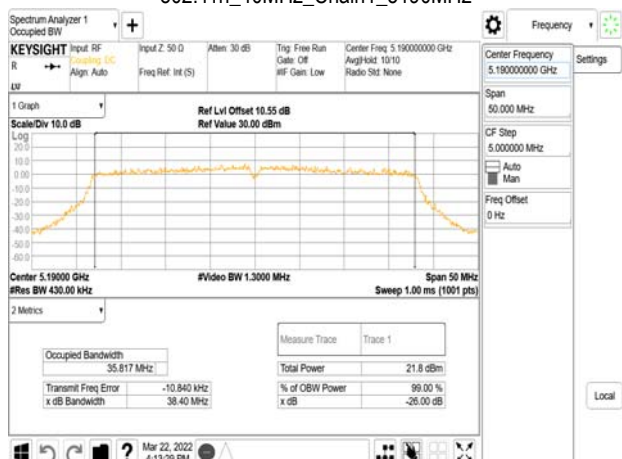 802.11n_40MHz_Chain1_5190MHz
Spectrum Analyzer 1
Occupied BW
+
Frequency
KEYSIGHT
R
LVI
Input: RF
Coupling: DC
Align: Auto
Input Z: 50 Ω
Freq Ref: Int (S)
Atten: 30 dB
Trig: Free Run
Gate: Off
#IF Gain: Low
Center Freq: 5.190000000 GHz
Avg|Hold: 10/10
Radio Std: None
Center Frequency
5.190000000 GHz
Settings
Span
50.000 MHz
CF Step
5.000000 MHz
Auto
Man
Freq Offset
0 Hz
Local
1 Graph
Scale/Div 10.0 dB
Ref Lvl Offset 10.55 dB
Ref Value 30.00 dBm
Log
20.0
10.0
0.00
-10.0
-20.0
-30.0
-40.0
-50.0
-60.0
Center 5.19000 GHz
#Res BW 430.00 kHz
#Video BW 1.3000 MHz
Span 50 MHz
Sweep 1.00 ms (1001 pts)
2 Metrics
Measure Trace Trace 1
Occupied Bandwidth
35.817 MHz
Total Power 21.8 dBm
Transmit Freq Error -10.840 kHz
% of OBW Power 99.00 %
x dB Bandwidth 38.40 MHz
x dB -26.00 dB
?
Mar 22, 2022
4:13:29 PM